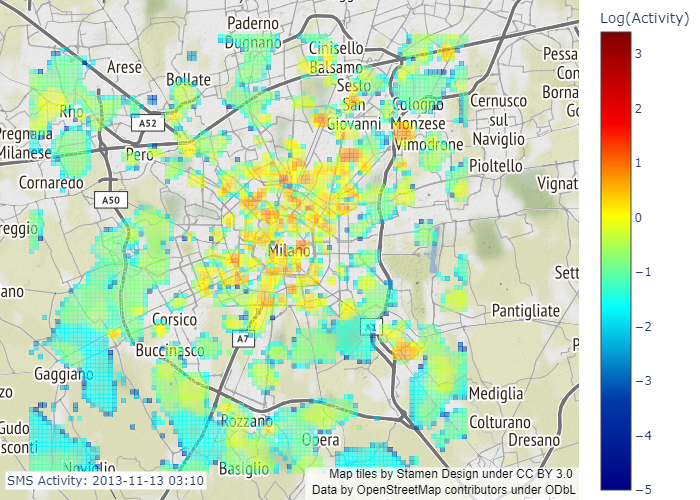 Log(Activity)
Paderno
Dugnano
Cinisello
Balsamo
Arese
Bollate
Sesto
San
Giovanni
Cologno
Monzese
Cernusco
sul
Naviglio
Pessa
Con
Borna
Go
Rho
A52
Pregnana
Milanese
Pero
Vimodrone
Pioltello
Cornaredo
A50
Vignat
reggio
Milano
Sett
ano
Corsico
A7
A1
Pantigliate
Buccinasco
P
Gaggiano
Mediglia
zzo
Gudo
sconti
Rozzano
Opera
Colturano
Dresano
Noviglio
Basiglio
SMS Activity: 2013-11-13 03:10
Map tiles by Stamen Design under CC BY 3.0
Data by OpenStreetMap contributors under ODbL
3
2
1
0
−1
−2
−3
−4
−5